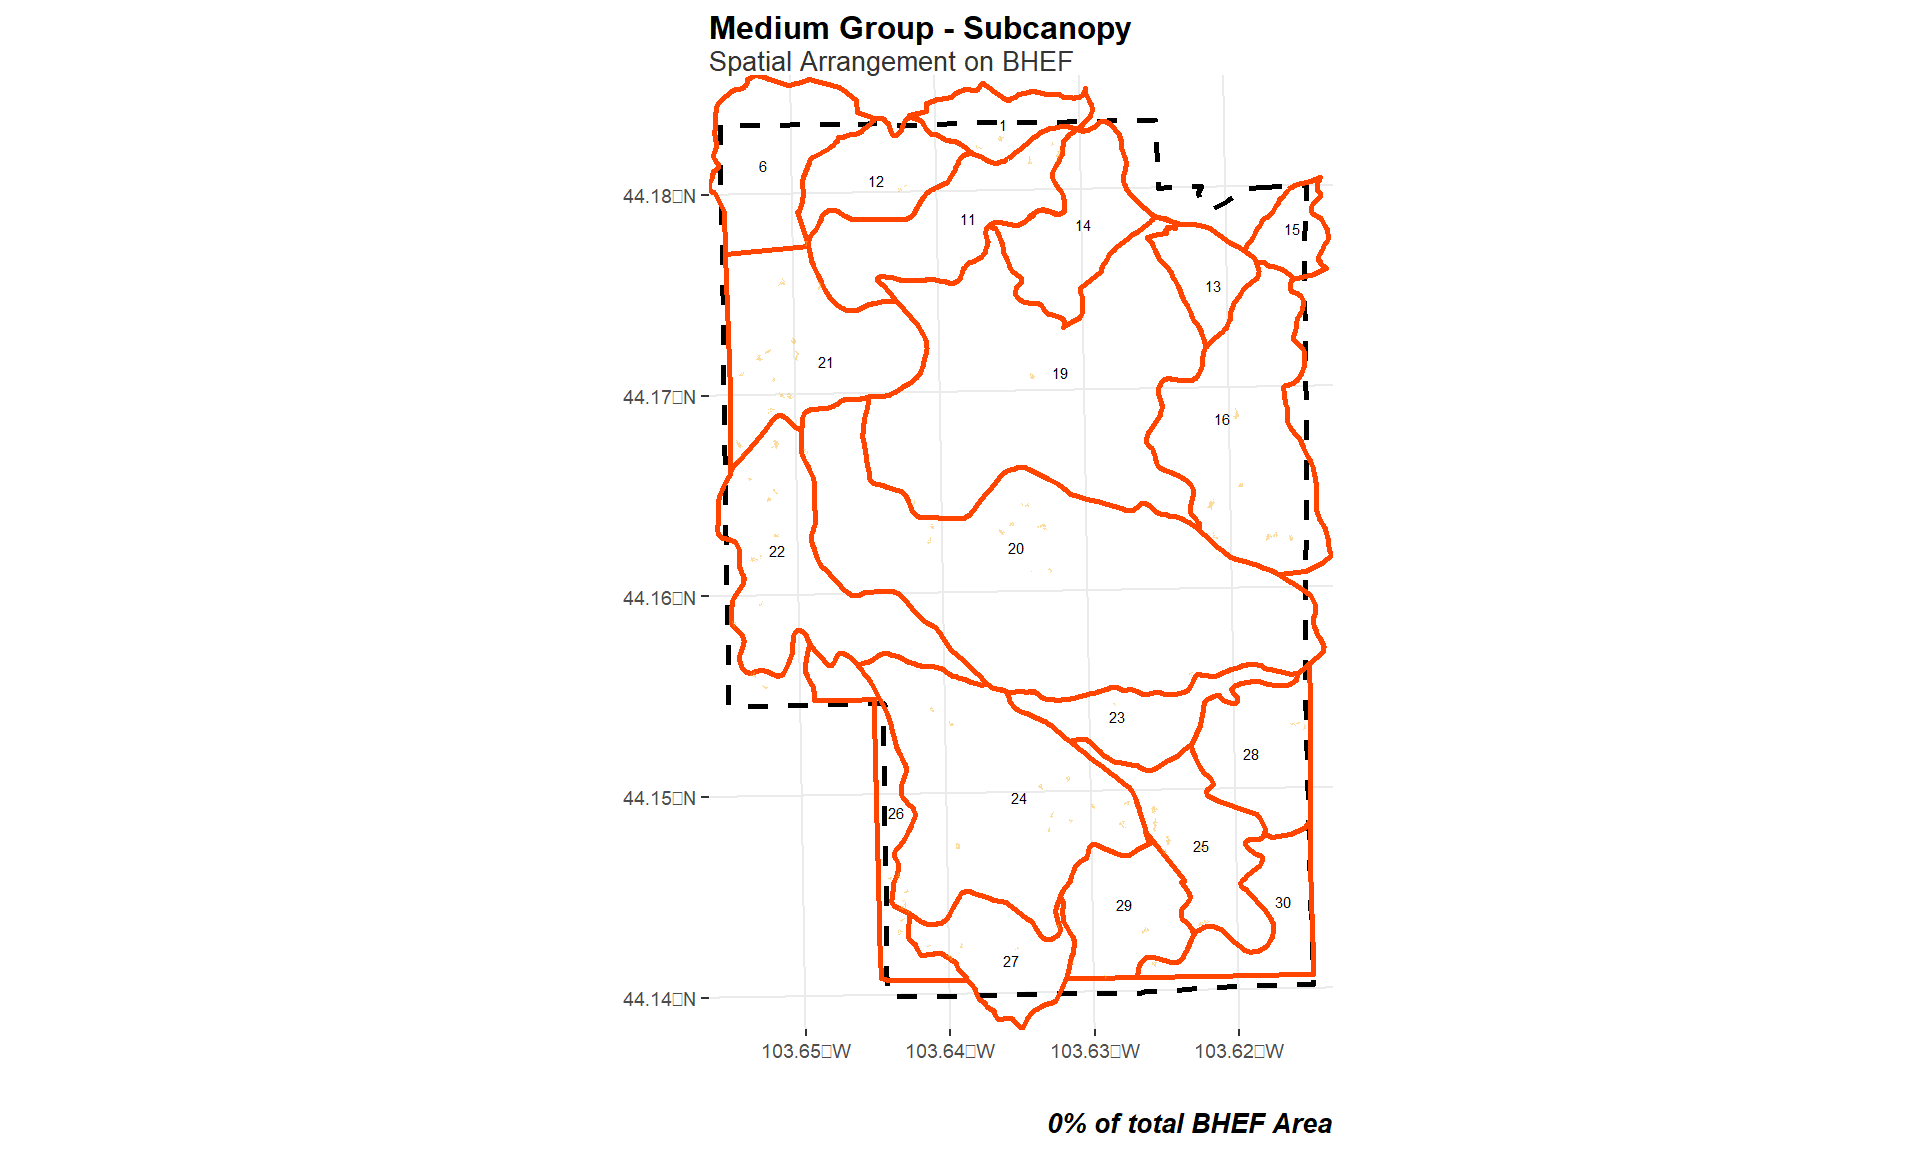 Medium Group - Subcanopy
Spatial Arrangement on BHEF
1
6
12
44.18□N
11
14
15
13
21
19
44.17□N
16
22
20
44.16□N
23
28
44.15□N
24
26
25
29
30
27
44.14□N
103.65□W 103.64□W 103.63□W 103.62□W
0% of total BHEF Area